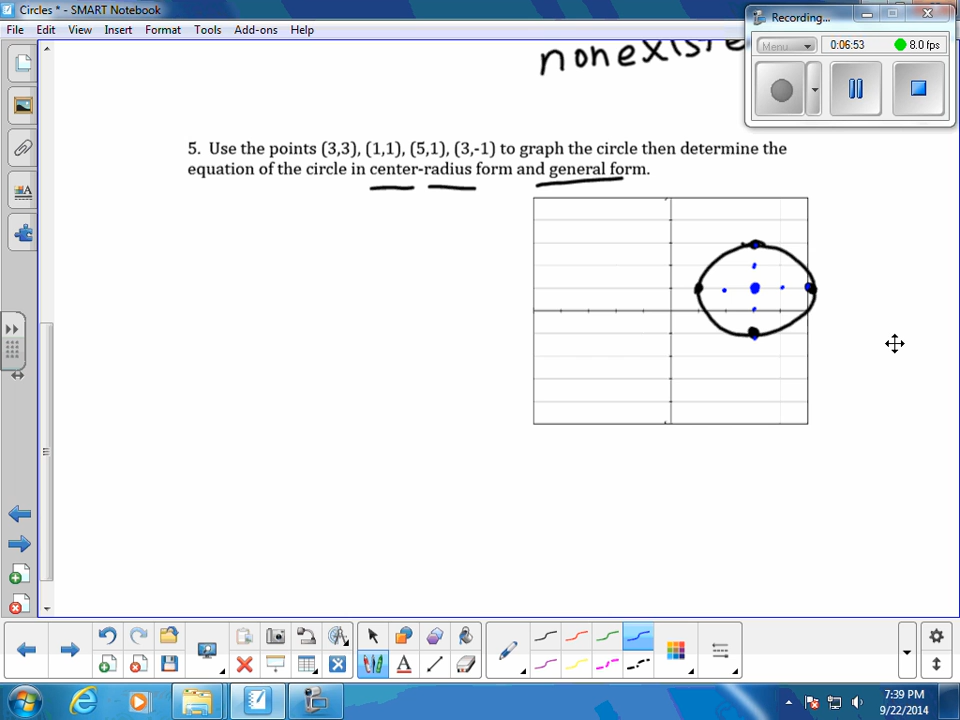 Circles * - SMART Notebook
Recording...
File Edit View Insert Format Tools Add-ons Help
Menu 0:06:53 8.0 fps
5. Use the points (3,3), (1,1), (5,1), (3,-1) to graph the circle then determine the
equation of the circle in center-radius form and general form.
7:39 PM
9/22/2014